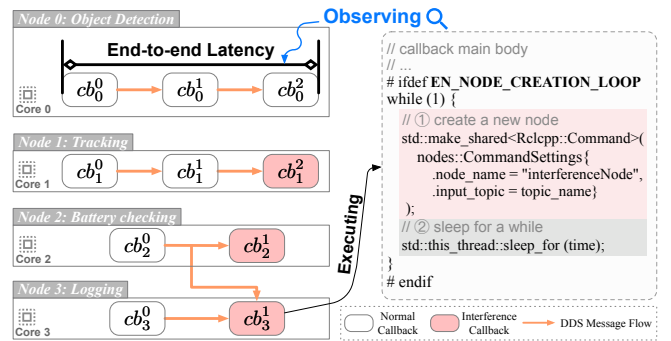 Node 0: Object Detection
Observing
End-to-end Latency
cb₀⁰
cb₀¹
cb₀²
Core 0
Node 1: Tracking
cb₁⁰
cb₁¹
cb₁²
Core 1
Node 2: Battery checking
cb₂⁰
cb₂¹
Core 2
Node 3: Logging
cb₃⁰
cb₃¹
Core 3
Executing
// callback main body
// ...
# ifdef EN_NODE_CREATION_LOOP
while (1) {
// ① create a new node
std::make_shared<Rclcpp::Command>(
nodes::CommandSettings{
.node_name = "interferenceNode",
.input_topic = topic_name}
);
// ② sleep for a while
std::this_thread::sleep_for (time);
}
# endif
Normal
Callback
Interference
Callback
DDS Message Flow